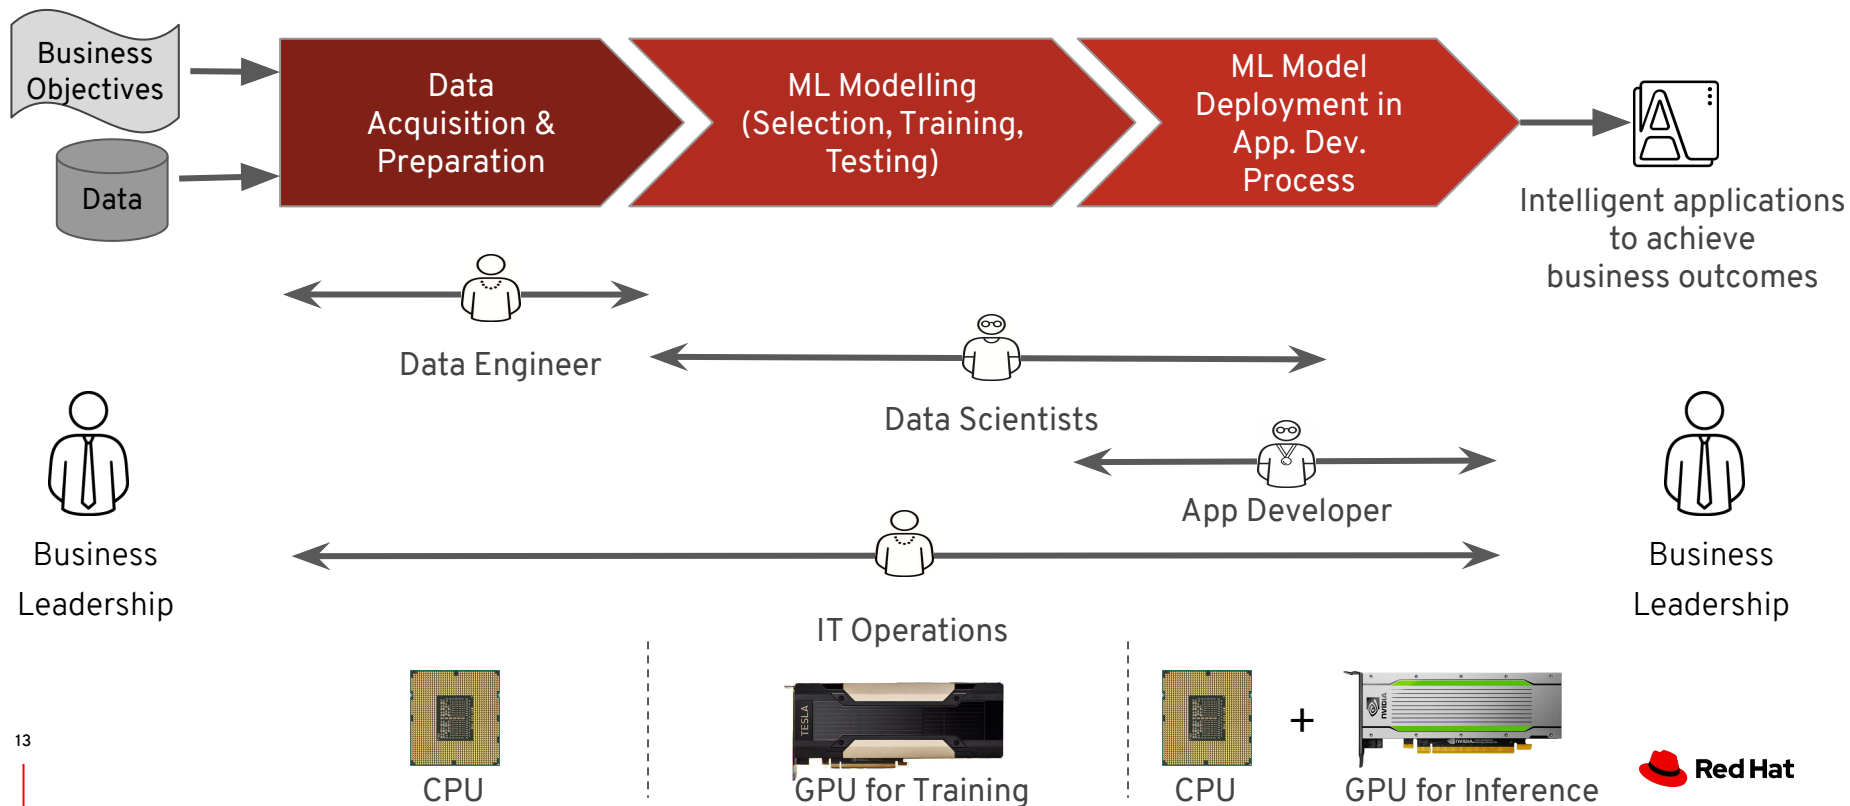 Business
Objectives
Data
Data
Acquisition &
Preparation
ML Modelling
(Selection, Training,
Testing)
ML Model
Deployment in
App. Dev.
Process
Intelligent applications
to achieve
business outcomes
Data Engineer
Data Scientists
App Developer
Business
Leadership
IT Operations
Business
Leadership
TESLA
NVIDIA
NVIDIA
CPU
GPU for Training
CPU
+
GPU for Inference
13
Red Hat